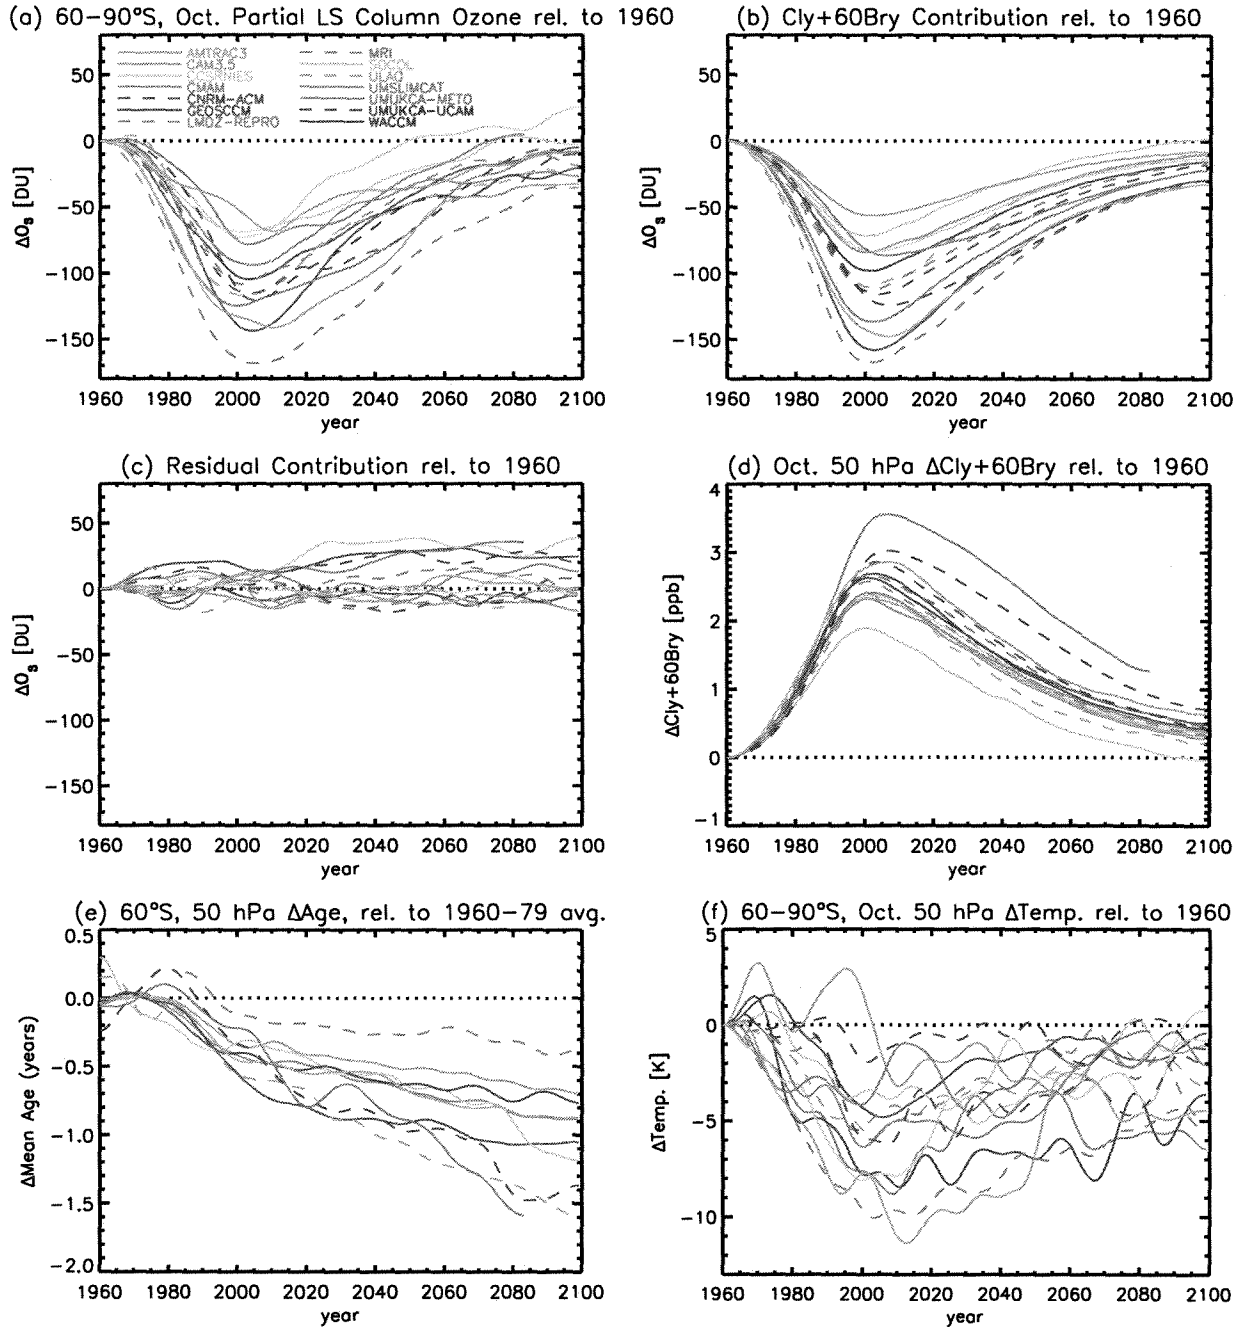 (a) 60-90°S, Oct. Partial LS Column Ozone rel. to 1960
(b) Cly+60Bry Contribution rel. to 1960
AMTRAC3
CAM3.5
CCSRNIES
CMAM
CNRM-ACM
GEOSCCM
LMDZ-REPRO
MRI
SOCOL
ULAQ
UMSLIMCAT
UMUKCA-METO
UMUKCA-UCAM
WACCM
50
0
-50
-100
-150
ΔO₃ [DU]
1960 1980 2000 2020 2040 2060 2080 2100
year
50
0
-50
-100
-150
ΔO₃ [DU]
1960 1980 2000 2020 2040 2060 2080 2100
year
(c) Residual Contribution rel. to 1960
(d) Oct. 50 hPa ΔCly+60Bry rel. to 1960
50
0
-50
-100
-150
ΔO₃ [DU]
1960 1980 2000 2020 2040 2060 2080 2100
year
4
3
2
1
0
-1
ΔCly+60Bry [ppb]
1960 1980 2000 2020 2040 2060 2080 2100
year
(e) 60°S, 50 hPa ΔAge, rel. to 1960-79 avg.
(f) 60-90°S, Oct. 50 hPa ΔTemp. rel. to 1960
0.5
0.0
-0.5
-1.0
-1.5
-2.0
ΔMean Age (years)
1960 1980 2000 2020 2040 2060 2080 2100
year
5
0
-5
-10
ΔTemp. [K]
1960 1980 2000 2020 2040 2060 2080 2100
year